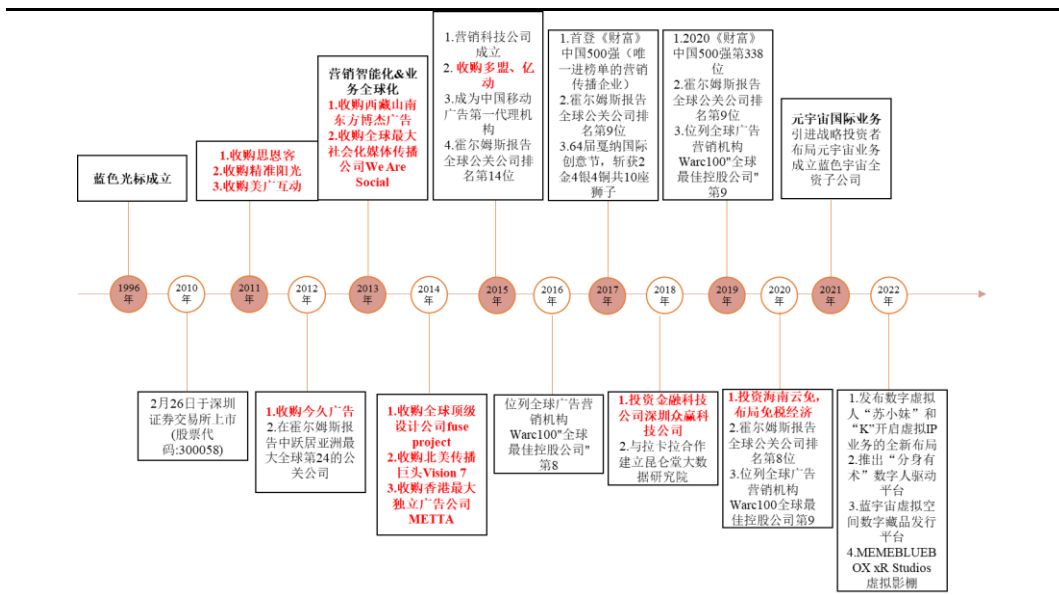 蓝色光标成立
1.收购思恩客
2.收购精准阳光
3.收购美广互动
营销智能化&业
务全球化
1.收购西藏山南
东方博杰广告
2.收购全球最大
社会化媒体传播
公司We Are
Social
1.营销科技公司
成立
2. 收购多盟、亿
动
3.成为中国移动
广告第一代理机
构
4.霍尔姆斯报告
全球公关公司排
名第14位
1.首登《财富》
中国500强（唯
一进榜单的营销
传播企业）
2.霍尔姆斯报告
全球公关公司排
名第9位
3.64届戛纳国际
创意节，斩获2
金4银4铜共10座
狮子
1.2020《财富》
中国500强第338
位
2.霍尔姆斯报告
全球公关公司排
名第9位
3.位列全球广告
营销机构
Warc100"全球
最佳控股公司"
第9
元宇宙国际业务
引进战略投资者
布局元宇宙业务
成立蓝色宇宙全
资子公司
1996
年
2010
年
2011
年
2012
年
2013
年
2014
年
2015
年
2016
年
2017
年
2018
年
2019
年
2020
年
2021
年
2022
年
2月26日于深圳
证券交易所上市
(股票代
码:300058)
1.收购今久广告
2.在霍尔姆斯报
告中跃居亚洲最
大全球第24的公
关公司
1.收购全球顶级
设计公司fuse
project
2.收购北美传播
巨头Vision 7
3.收购香港最大
独立广告公司
METTA
位列全球广告营
销机构
Warc100"全球
最佳控股公司"
第8
1.投资金融科技
公司深圳众赢科
技公司
2.与拉卡拉合作
建立昆仑堂大数
据研究院
1.投资海南云免，
布局免税经济
2.霍尔姆斯报告
全球公关公司排
名第8位
3.位列全球广告
营销机构
Warc100全球最
佳控股公司第9
1.发布数字虚拟
人“苏小妹”和
“K”开启虚拟IP
业务的全新布局
2.推出“分身有
术”数字人驱动
平台
3.蓝宇宙虚拟空
间数字藏品发行
平台
4.MEMEBLUEB
OX xR Studios
虚拟影棚